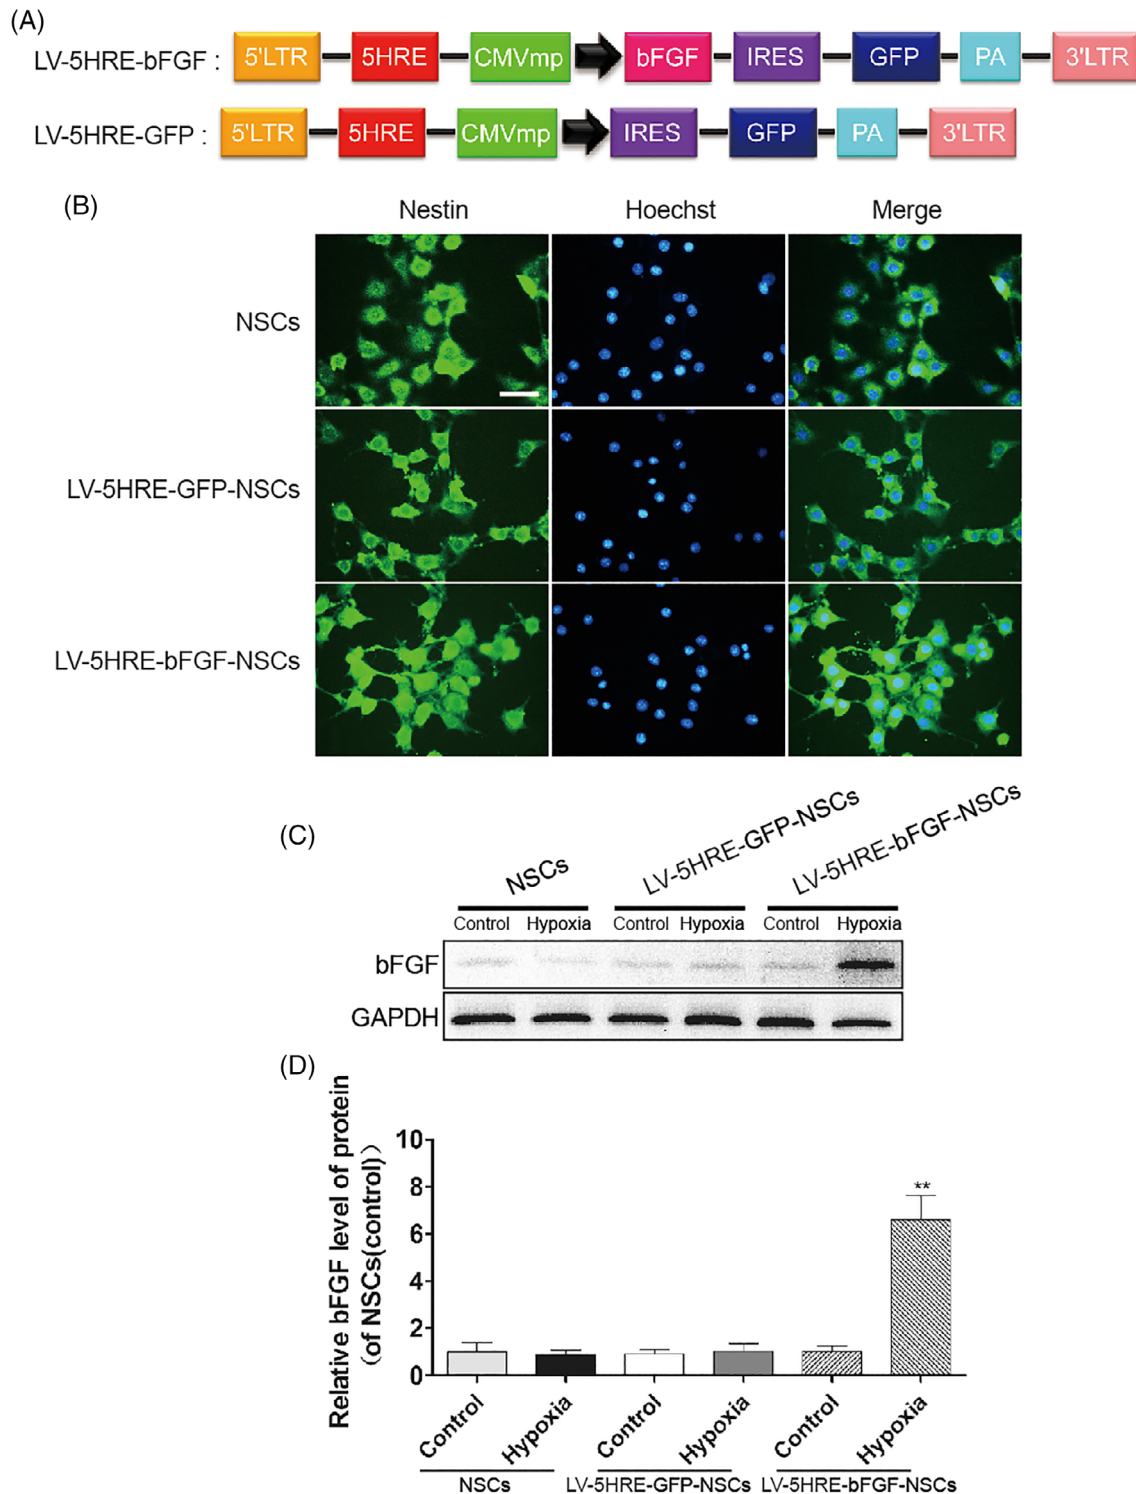 (A)
LV-5HRE-bFGF : 5'LTR 5HRE CMVmp bFGF IRES GFP PA 3'LTR
LV-5HRE-GFP : 5'LTR 5HRE CMVmp IRES GFP PA 3'LTR
(B)
Nestin Hoechst Merge
NSCs
LV-5HRE-GFP-NSCs
LV-5HRE-bFGF-NSCs
(C)
NSCs LV-5HRE-GFP-NSCs LV-5HRE-bFGF-NSCs
Control Hypoxia Control Hypoxia Control Hypoxia
bFGF
GAPDH
(D)
Relative bFGF level of protein
(of NSCs(control))
10
8
6
4
2
0
**
Control Hypoxia Control Hypoxia Control Hypoxia
NSCs LV-5HRE-GFP-NSCs LV-5HRE-bFGF-NSCs